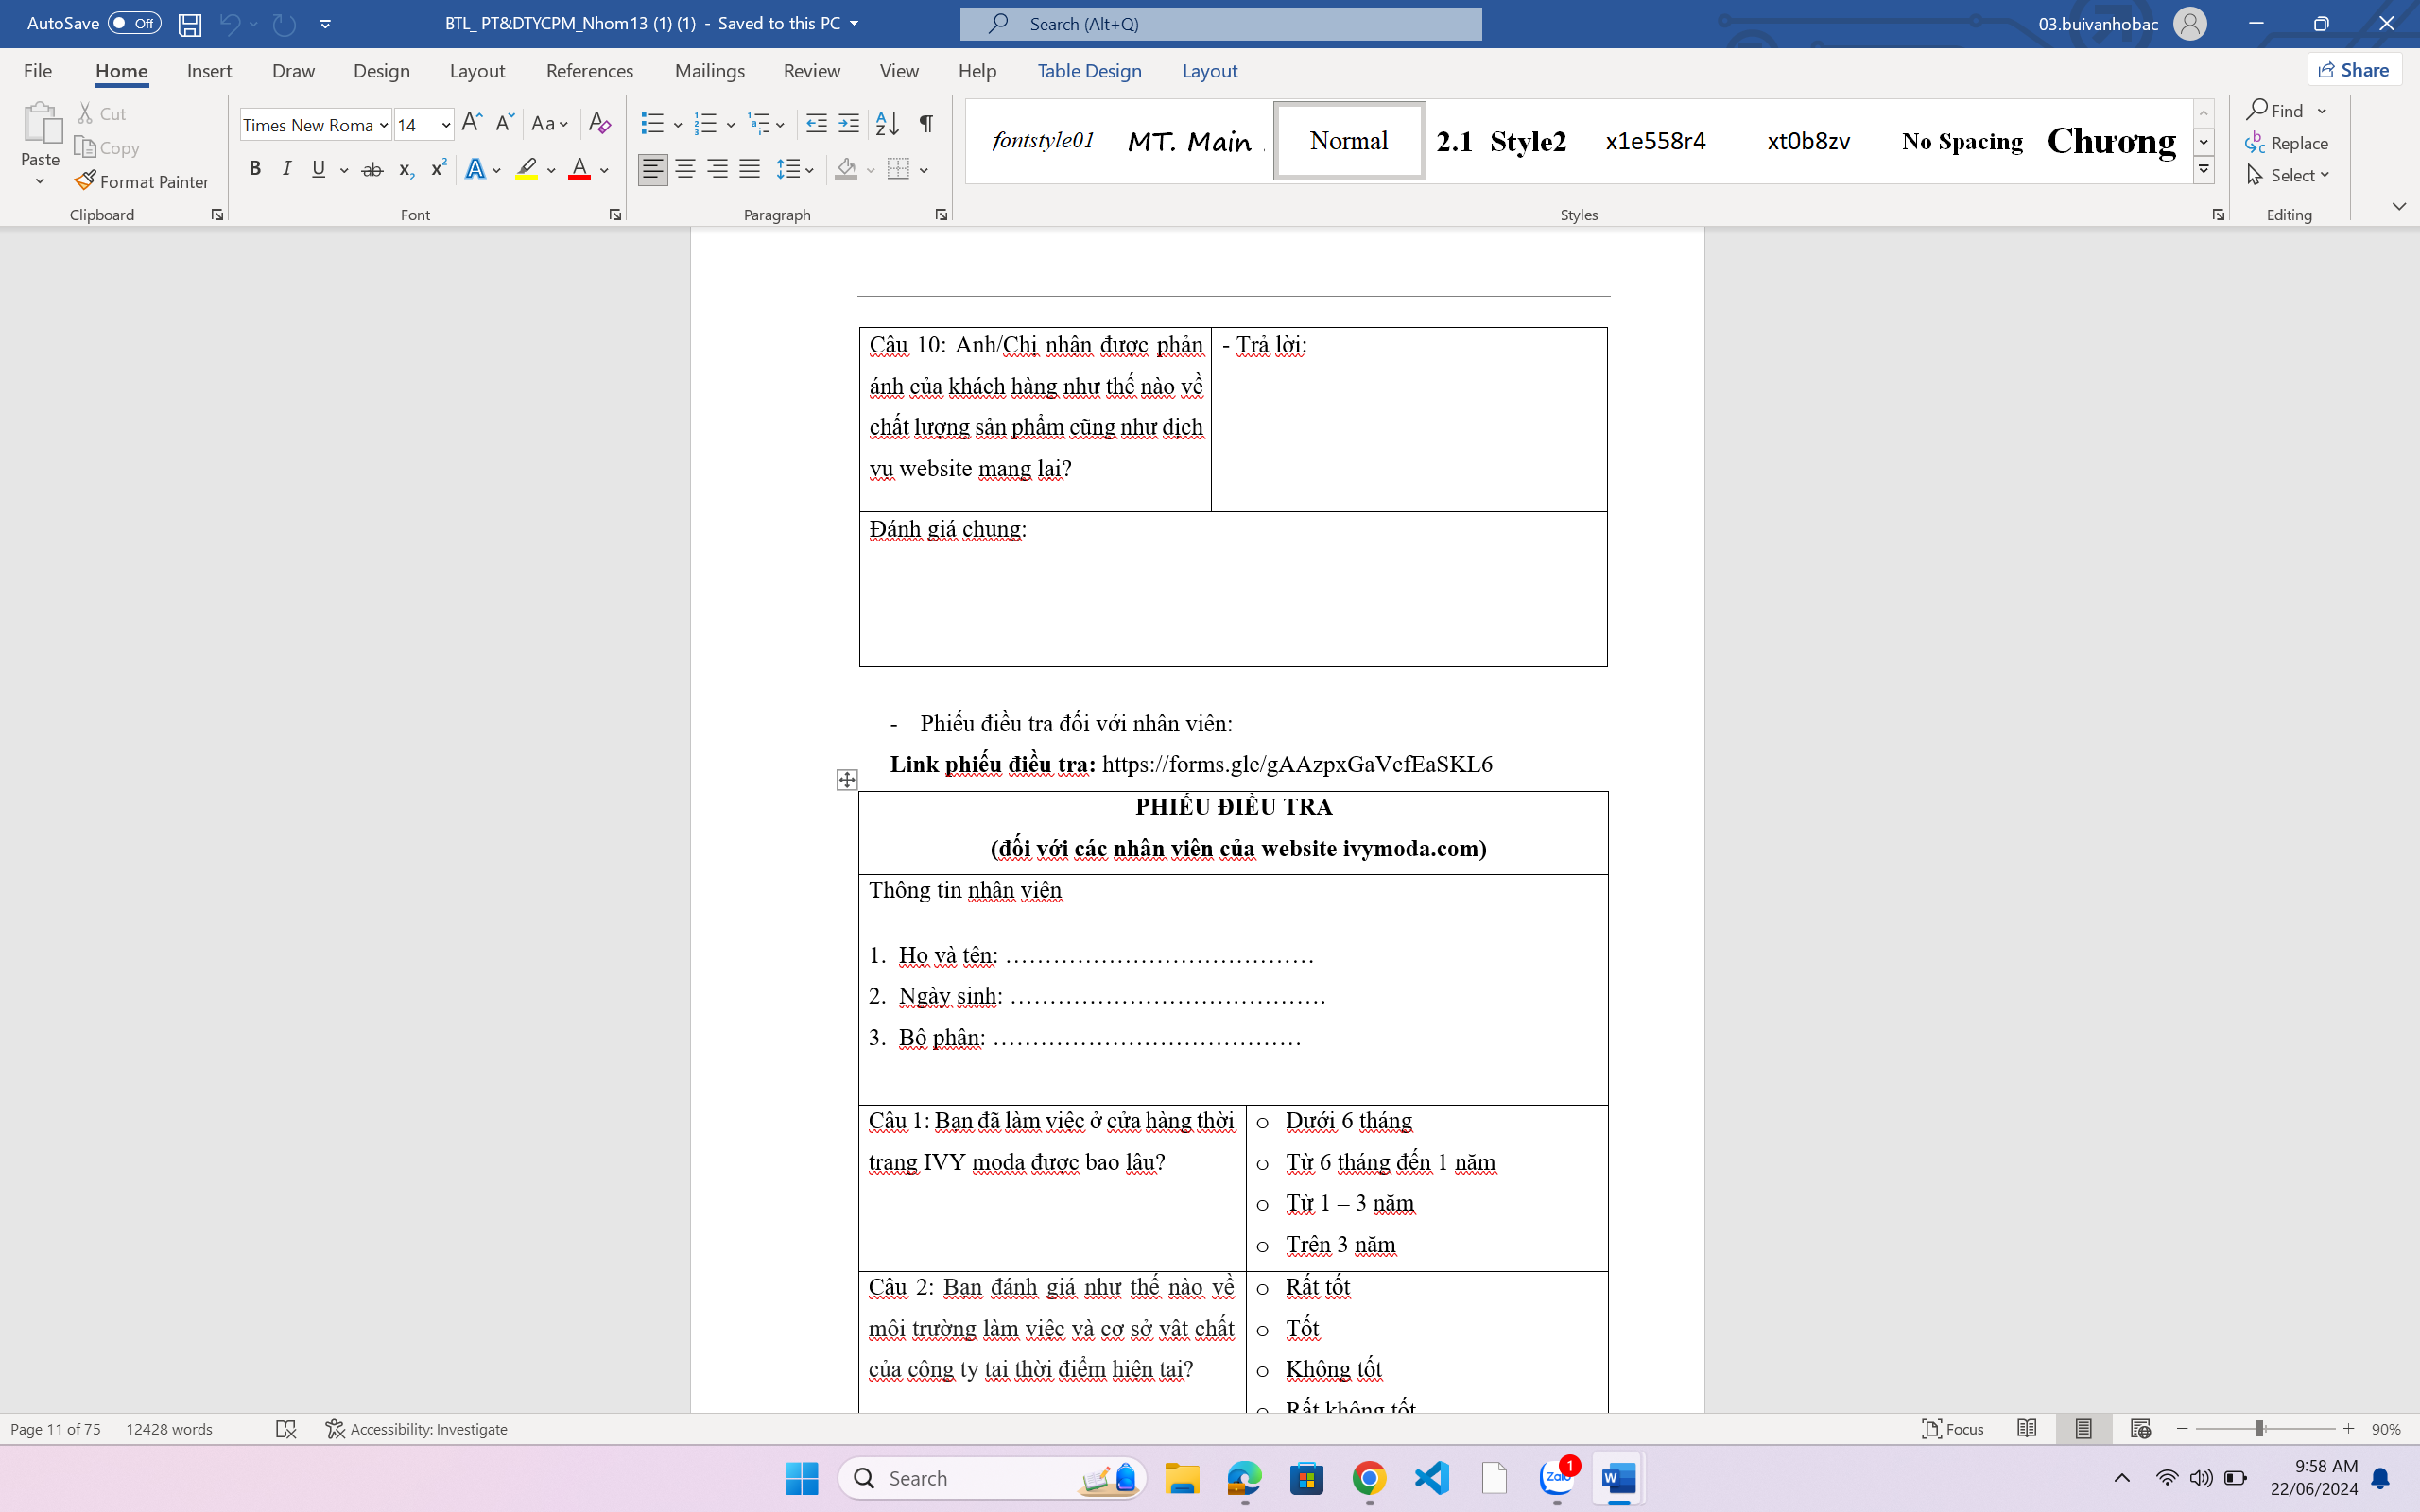 AutoSave Off BTL_ PT&DTYCPM_Nhom13 (1) (1) - Saved to this PC Search (Alt+Q) 03.buivanhobac
File Home Insert Draw Design Layout References Mailings Review View Help Table Design Layout Share
Paste Cut Copy Format Painter
Times New Roma 14
fontstyle01 MT. Main . Normal 2.1 Style2 x1e558r4 xt0b8zv No Spacing Chương
Find
Replace
Select
Clipboard Font Paragraph Styles Editing
Câu 10: Anh/Chị nhận được phản
ánh của khách hàng như thế nào về
chất lượng sản phẩm cũng như dịch
vụ website mang lại?
- Trả lời:
Đánh giá chung:
- Phiếu điều tra đối với nhân viên:
Link phiếu điều tra: https://forms.gle/gAAzpxGaVcfEaSKL6
PHIẾU ĐIỀU TRA
(đối với các nhân viên của website ivymoda.com)
Thông tin nhân viên
1. Họ và tên: …………………………………
2. Ngày sinh: ………………………………….
3. Bộ phận: …………………………………
Câu 1: Bạn đã làm việc ở cửa hàng thời
trang IVY moda được bao lâu?
o Dưới 6 tháng
o Từ 6 tháng đến 1 năm
o Từ 1 – 3 năm
o Trên 3 năm
Câu 2: Bạn đánh giá như thế nào về
môi trường làm việc và cơ sở vật chất
của công ty tại thời điểm hiện tại?
o Rất tốt
o Tốt
o Không tốt
o Rất không tốt
Page 11 of 75 12428 words Accessibility: Investigate Focus 90%
Search
Zalo 1
9:58 AM
22/06/2024